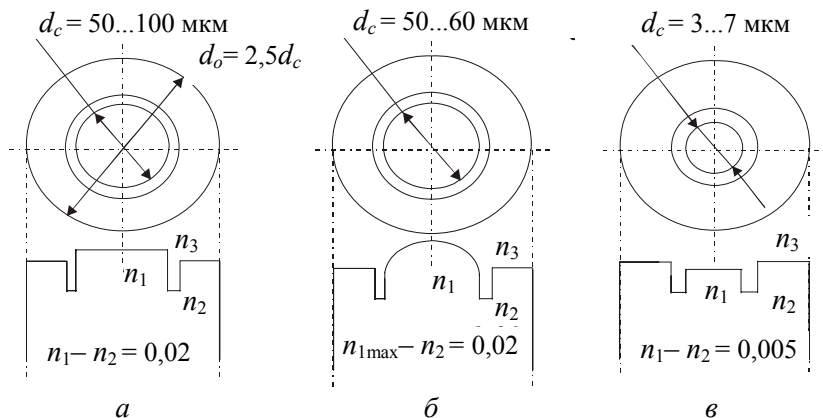 d_c = 50...100 мкм
d_o = 2,5d_c
n_3
n_1
n_2
n_1 – n_2 = 0,02
а
d_c = 50...60 мкм
n_3
n_1
n_2
n_1max – n_2 = 0,02
б
d_c = 3...7 мкм
n_3
n_1
n_2
n_1 – n_2 = 0,005
в